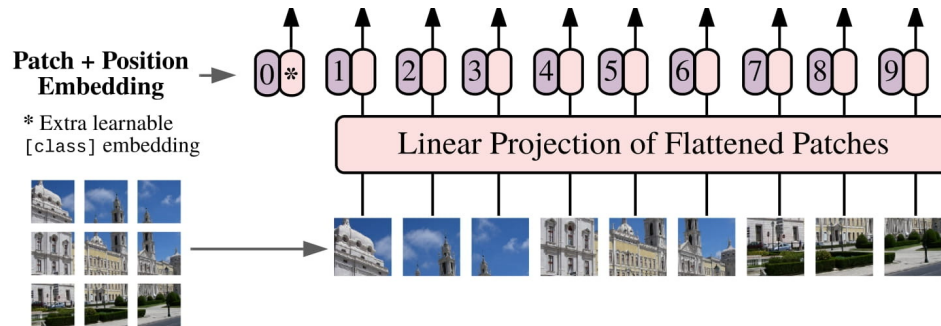 Patch + Position
Embedding
0 * 1 2 3 4 5 6 7 8 9
* Extra learnable
[class] embedding
Linear Projection of Flattened Patches